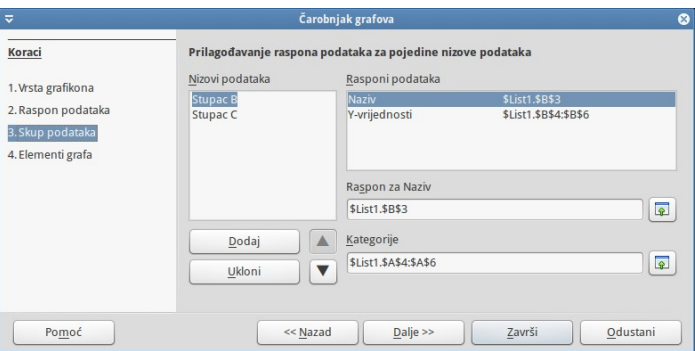 Čarobnjak grafova
Koraci
1. Vrsta grafikona
2. Raspon podataka
3. Skup podataka
4. Elementi grafa
Prilagođavanje raspona podataka za pojedine nizove podataka
Nizovi podataka
Stupac B
Stupac C
Dodaj
Ukloni
Rasponi podataka
Naziv $List1.$B$3
Y-vrijednosti $List1.$B$4:$B$6
Raspon za Naziv
$List1.$B$3
Kategorije
$List1.$A$4:$A$6
Pomoć
<< Nazad
Dalje >>
Završi
Odustani